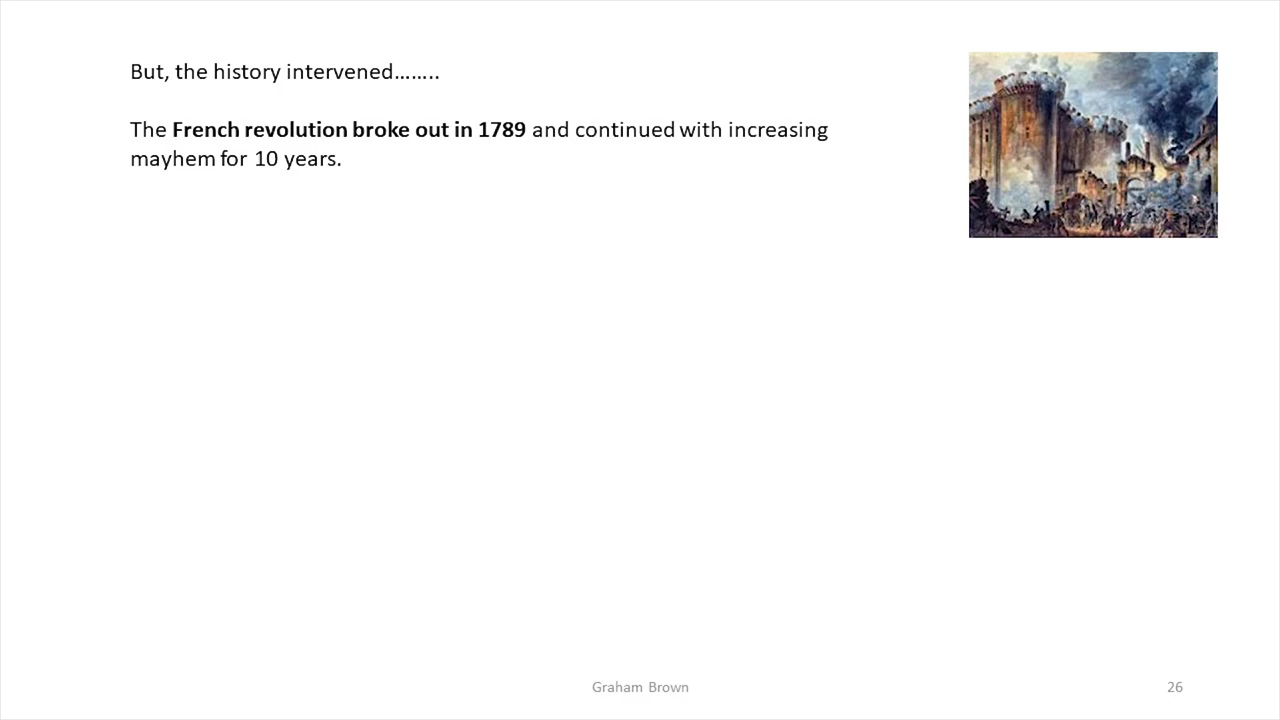 But, the history intervened........
The French revolution broke out in 1789 and continued with increasing
mayhem for 10 years.
Graham Brown
26